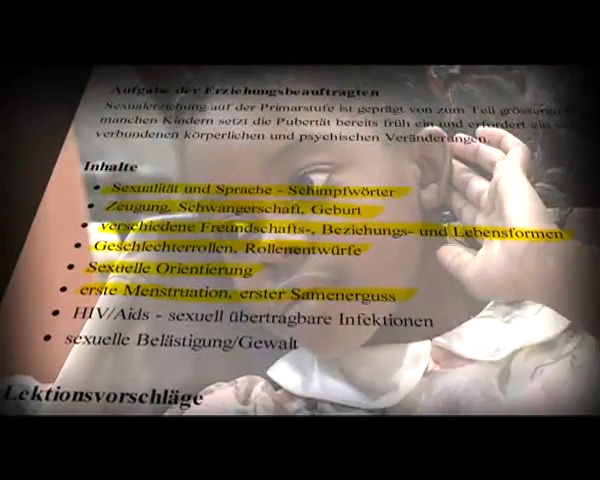 Aufgabe der Erziehungsbeauftragten
Sexualerziehung auf der Primarstufe ist geprägt von zum Teil grösseren
manchen Kindern setzt die Pubertät bereits früh ein und erfordert ein
verbundenen körperlichen und psychischen Veränderungen.
Inhalte
• Sexualität und Sprache - Schimpfwörter
• Zeugung, Schwangerschaft, Geburt
• verschiedene Freundschafts-, Beziehungs- und Lebensformen
• Geschlechterrollen, Rollenentwürfe
• Sexuelle Orientierung
• erste Menstruation, erster Samenerguss
• HIV/Aids - sexuell übertragbare Infektionen
• sexuelle Belästigung/Gewalt
Lektionsvorschläge